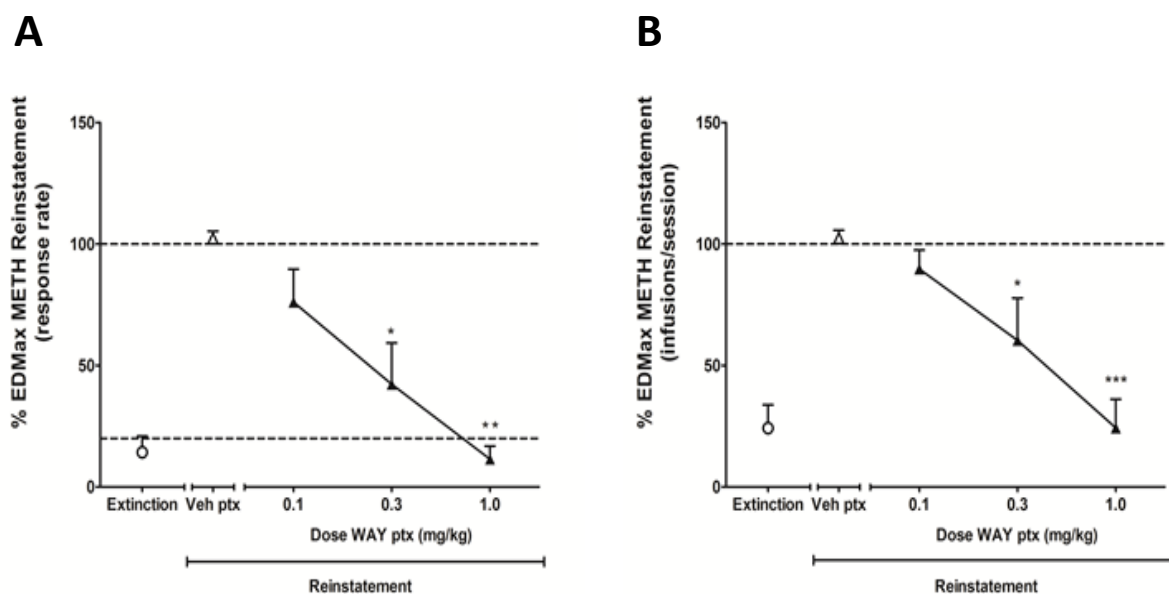 A
% EDMax METH Reinstatement
(response rate)
150
100
50
0
*
**
Extinction Veh ptx 0.1 0.3 1.0
Dose WAY ptx (mg/kg)
Reinstatement
B
% EDMax METH Reinstatement
(infusions/session)
150
100
50
0
*
***
Extinction Veh ptx 0.1 0.3 1.0
Dose WAY ptx (mg/kg)
Reinstatement